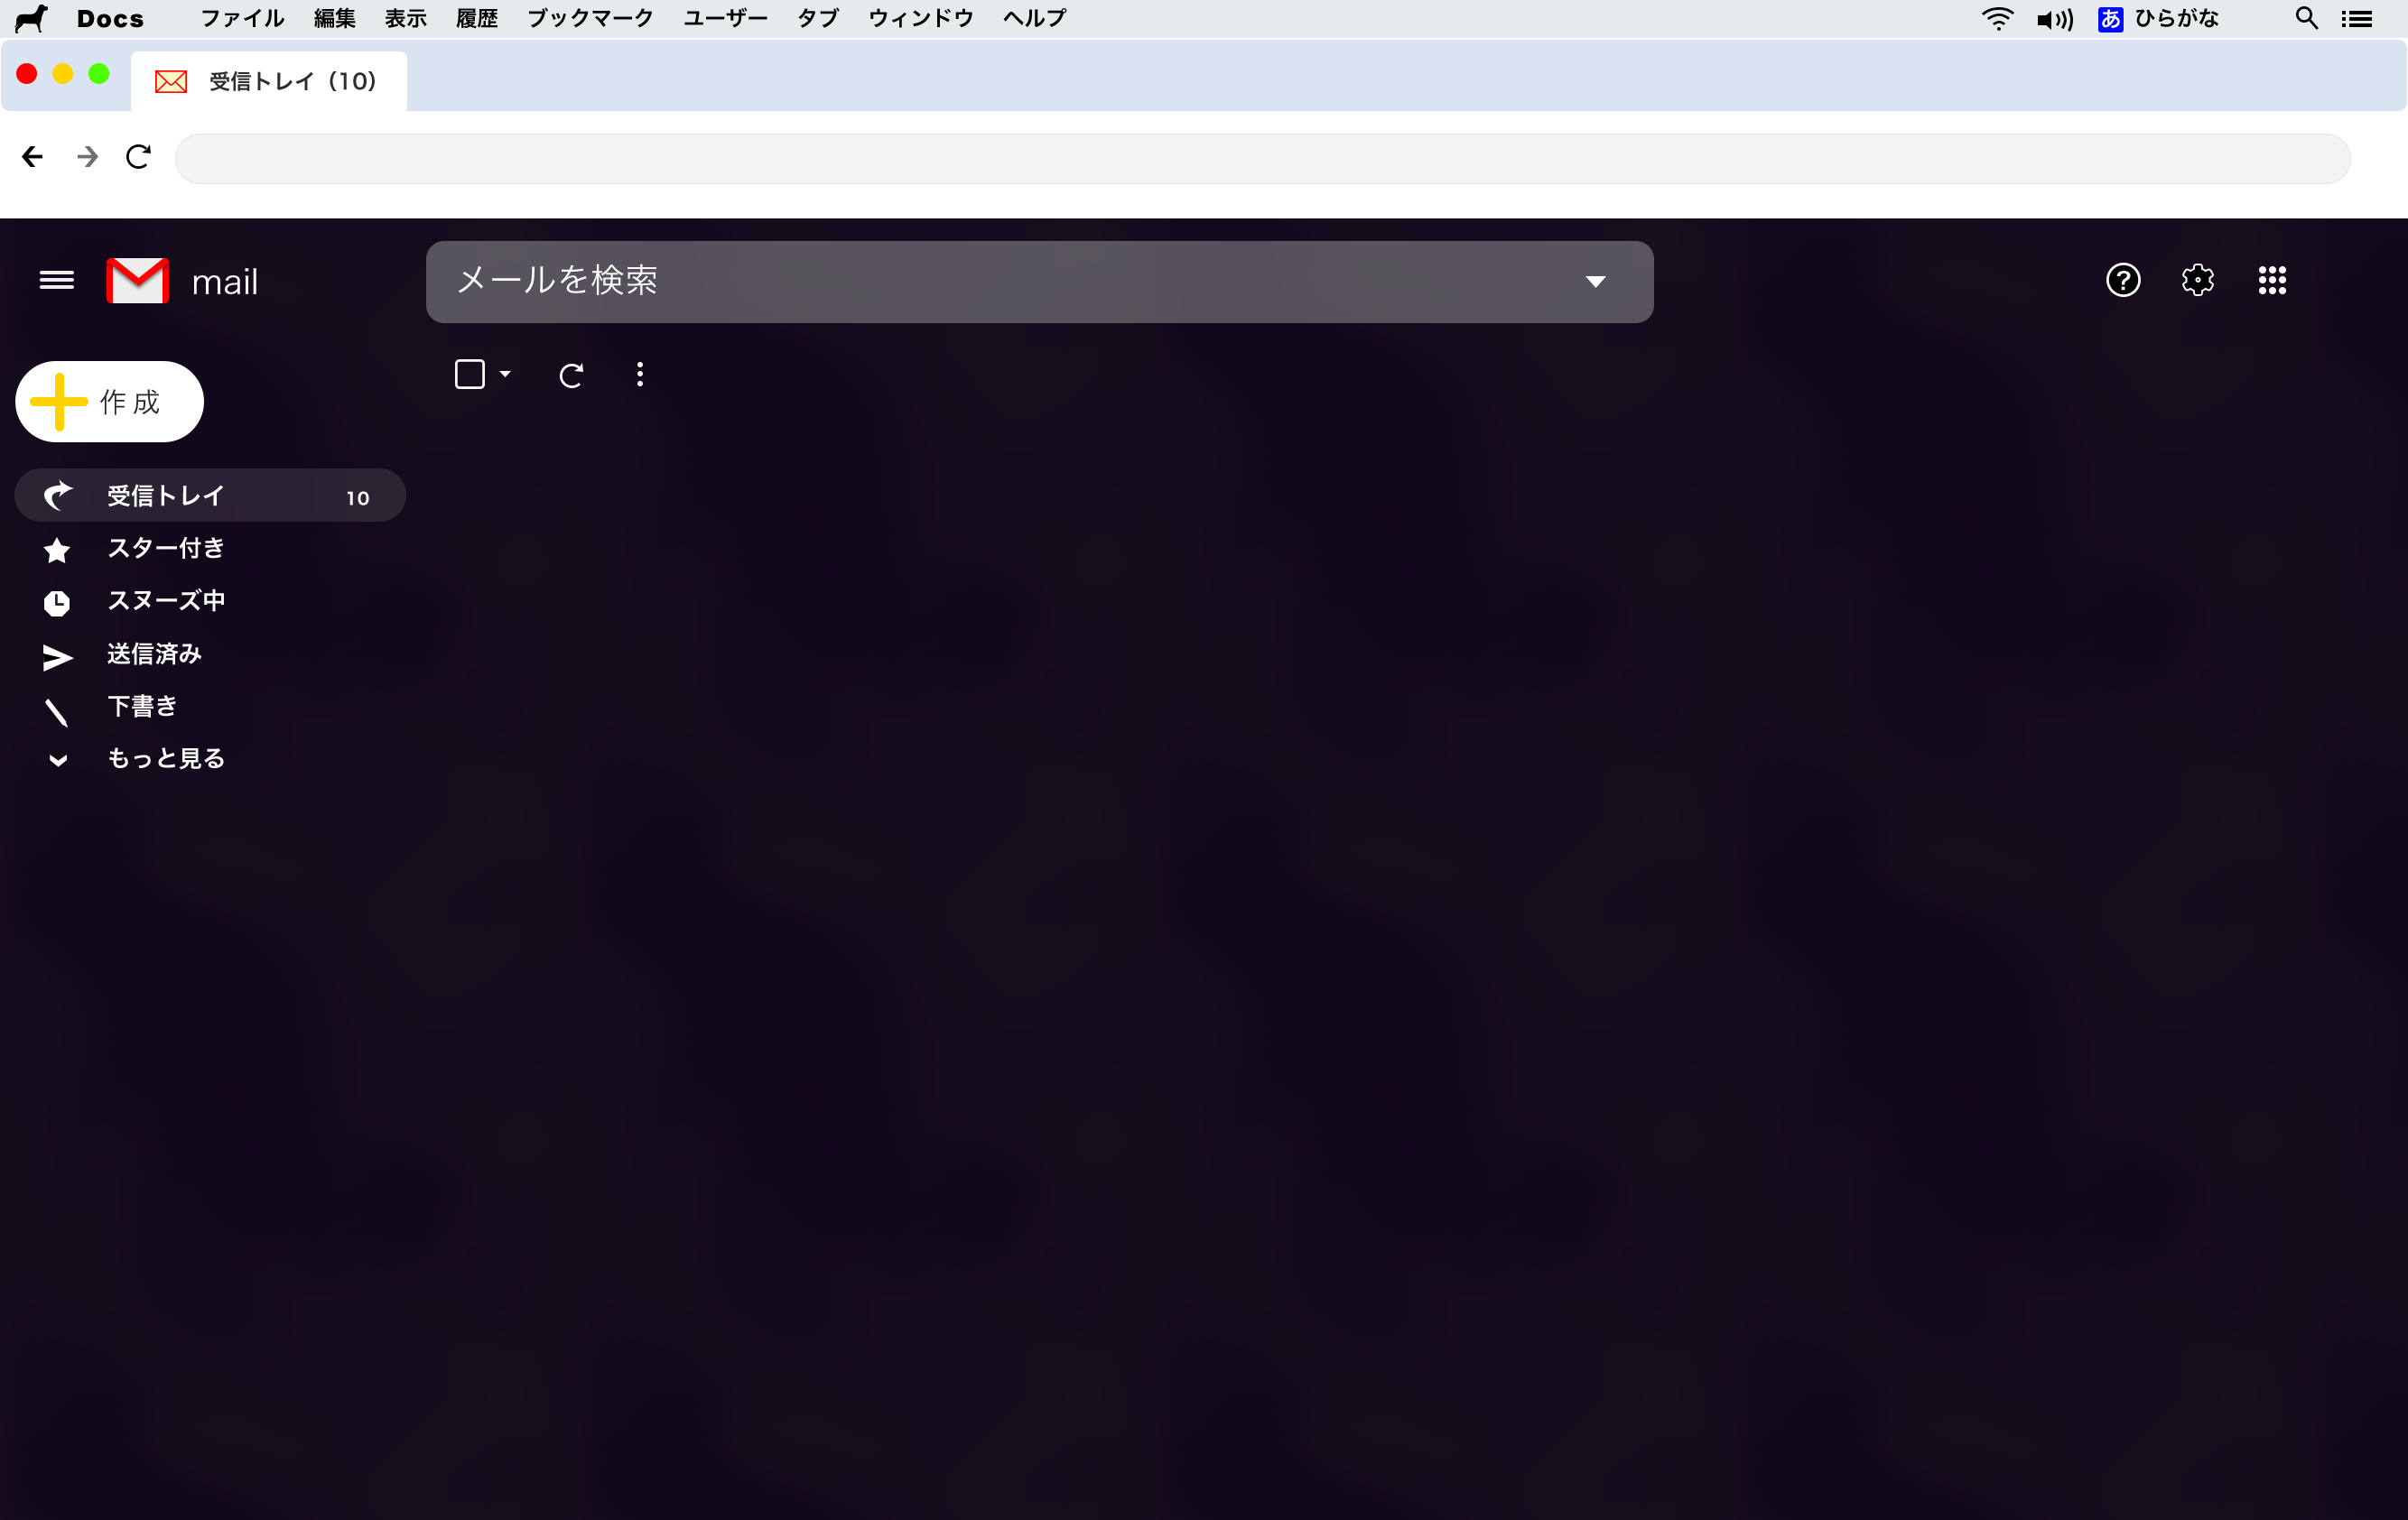 Docs ファイル 編集 表示 履歴 ブックマーク ユーザー タブ ウィンドウ ヘルプ あ ひらがな
受信トレイ（10）
mail メールを検索 ?
作成
受信トレイ 10
スター付き
スヌーズ中
送信済み
下書き
もっと見る